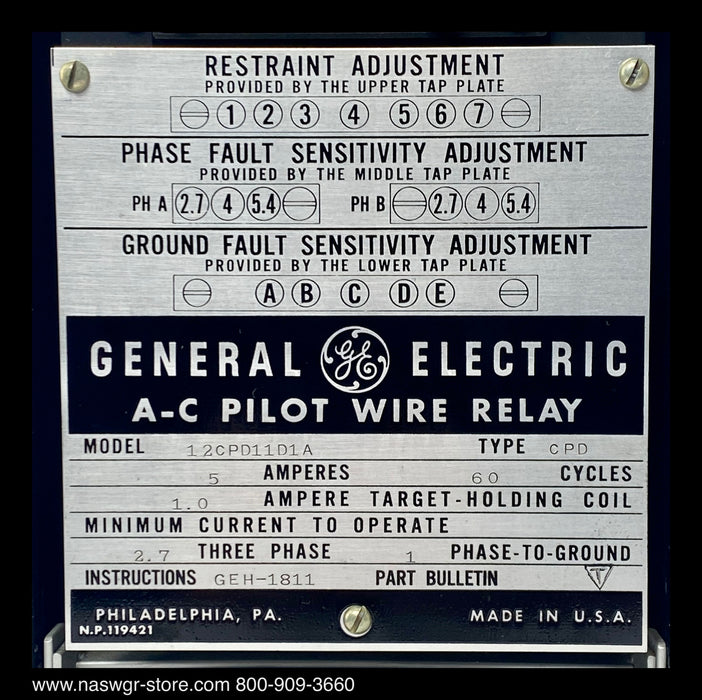 RESTRAINT ADJUSTMENT
PROVIDED BY THE UPPER TAP PLATE
1 2 3 4 5 6 7
PHASE FAULT SENSITIVITY ADJUSTMENT
PROVIDED BY THE MIDDLE TAP PLATE
PH A 2.7 4 5.4 PH B 2.7 4 5.4
GROUND FAULT SENSITIVITY ADJUSTMENT
PROVIDED BY THE LOWER TAP PLATE
A B C D E
GENERAL GE ELECTRIC
A-C PILOT WIRE RELAY
MODEL 12CPD11D1A TYPE CPD
5 AMPERES 60 CYCLES
1.0 AMPERE TARGET-HOLDING COIL
MINIMUM CURRENT TO OPERATE
2.7 THREE PHASE 1 PHASE-TO-GROUND
INSTRUCTIONS GEH-1811 PART BULLETIN
PHILADELPHIA, PA. MADE IN U.S.A.
N.P.119421
www.naswgr-store.com 800-909-3660